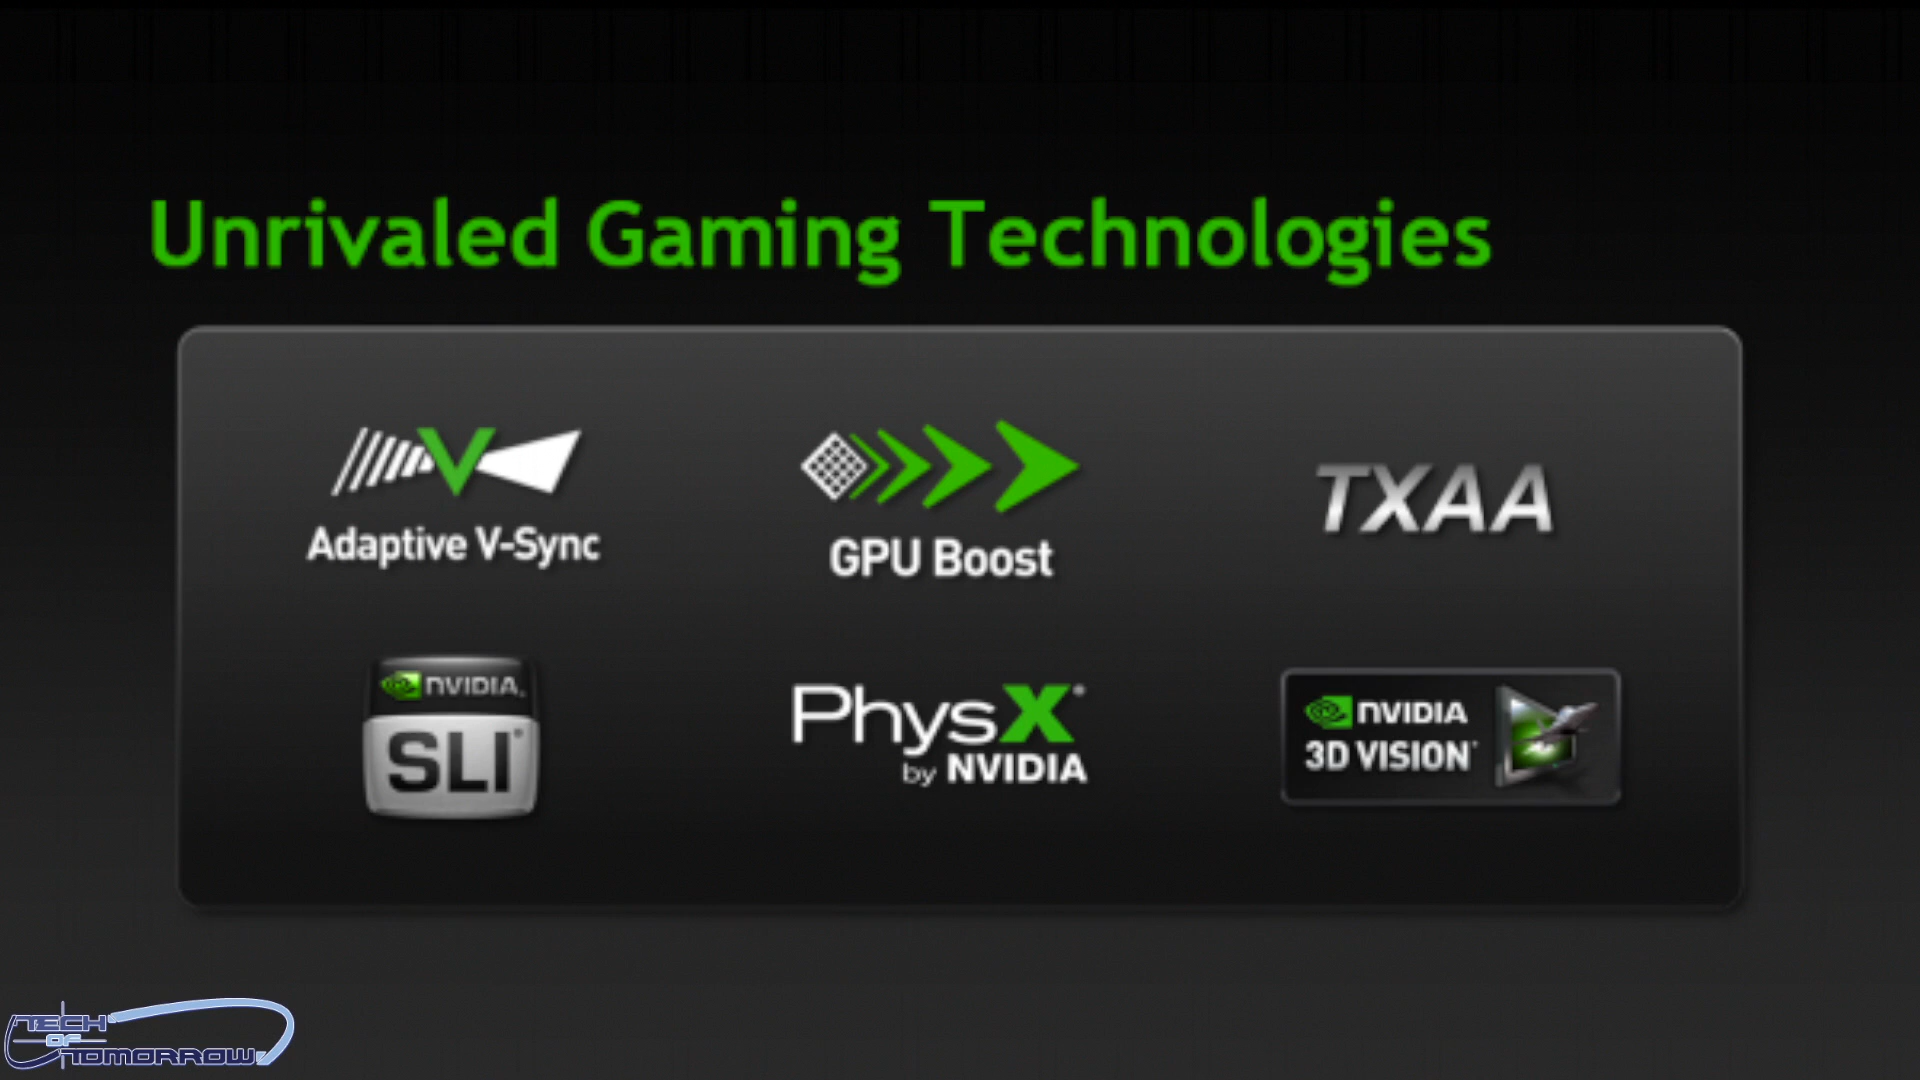 Unrivaled Gaming Technologies
Adaptive V-Sync
GPU Boost
TXAA
NVIDIA.
SLI
PhysX®
by NVIDIA
NVIDIA
3D VISION
TECH
OF
TOMORROW